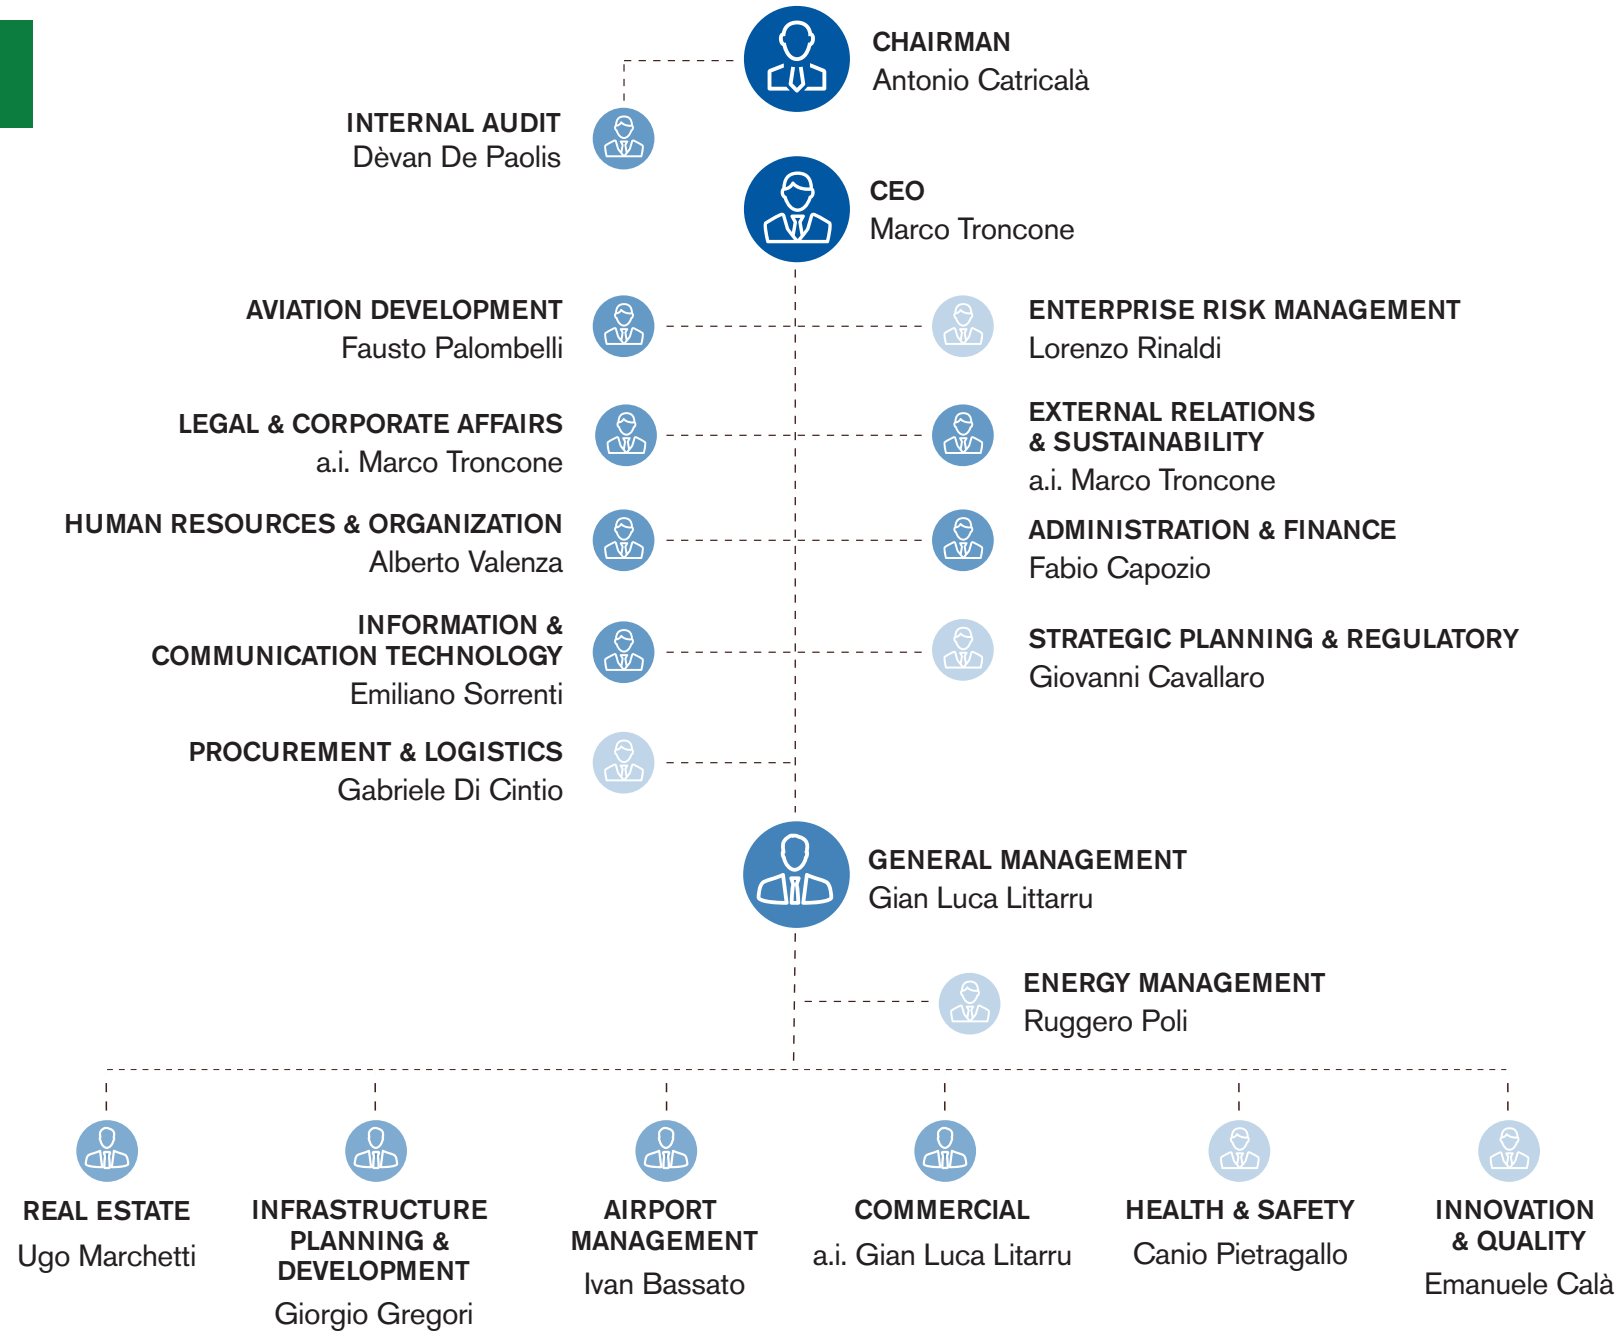 CHAIRMAN
Antonio Catricalà
INTERNAL AUDIT
Dèvan De Paolis
CEO
Marco Troncone
AVIATION DEVELOPMENT
Fausto Palombelli
ENTERPRISE RISK MANAGEMENT
Lorenzo Rinaldi
LEGAL & CORPORATE AFFAIRS
a.i. Marco Troncone
EXTERNAL RELATIONS
& SUSTAINABILITY
a.i. Marco Troncone
HUMAN RESOURCES & ORGANIZATION
Alberto Valenza
ADMINISTRATION & FINANCE
Fabio Capozio
INFORMATION &
COMMUNICATION TECHNOLOGY
Emiliano Sorrenti
STRATEGIC PLANNING & REGULATORY
Giovanni Cavallaro
PROCUREMENT & LOGISTICS
Gabriele Di Cintio
GENERAL MANAGEMENT
Gian Luca Littarru
ENERGY MANAGEMENT
Ruggero Poli
REAL ESTATE
Ugo Marchetti
INFRASTRUCTURE
PLANNING &
DEVELOPMENT
Giorgio Gregori
AIRPORT
MANAGEMENT
Ivan Bassato
COMMERCIAL
a.i. Gian Luca Litarru
HEALTH & SAFETY
Canio Pietragallo
INNOVATION
& QUALITY
Emanuele Calà